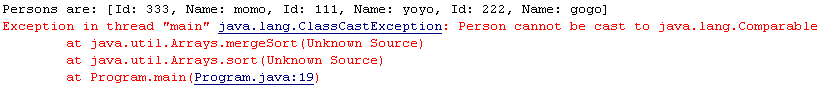 Persons are: [Id: 333, Name: momo, Id: 111, Name: yoyo, Id: 222, Name: gogo]
Exception in thread "main" java.lang.ClassCastException: Person cannot be cast to java.lang.Comparable
at java.util.Arrays.mergeSort(Unknown Source)
at java.util.Arrays.sort(Unknown Source)
at Program.main(Program.java:19)